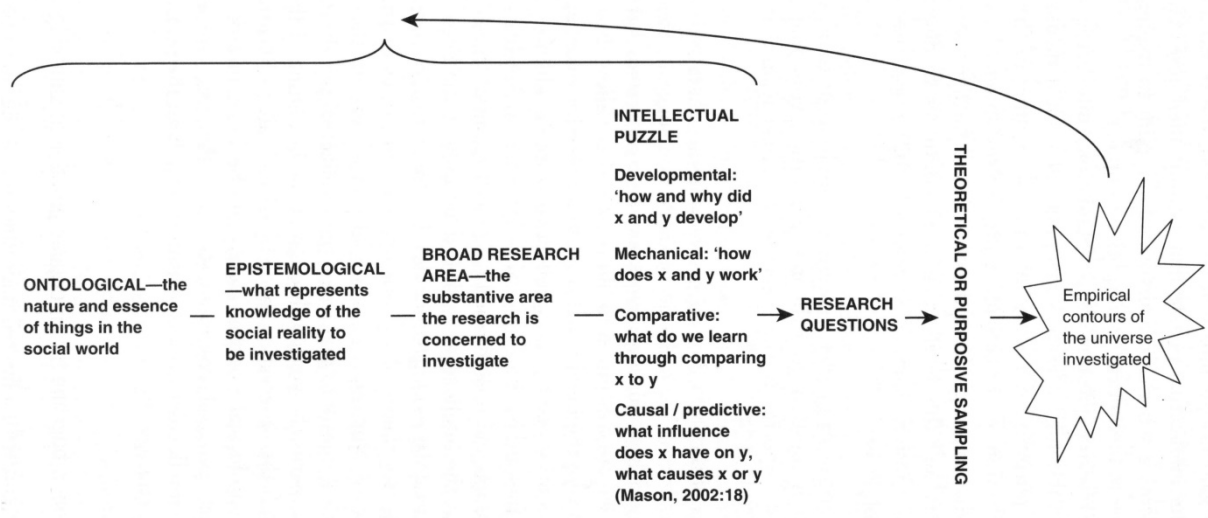 ONTOLOGICAL—the
nature and essence
of things in the
social world
EPISTEMOLOGICAL
—what represents
knowledge of the
social reality to
be investigated
BROAD RESEARCH
AREA—the
substantive area
the research is
concerned to
investigate
INTELLECTUAL
PUZZLE
Developmental:
‘how and why did
x and y develop’
Mechanical: ‘how
does x and y work’
Comparative:
what do we learn
through comparing
x to y
Causal / predictive:
what influence
does x have on y,
what causes x or y
(Mason, 2002:18)
RESEARCH
QUESTIONS
THEORETICAL OR PURPOSIVE SAMPLING
Empirical
contours of
the universe
investigated